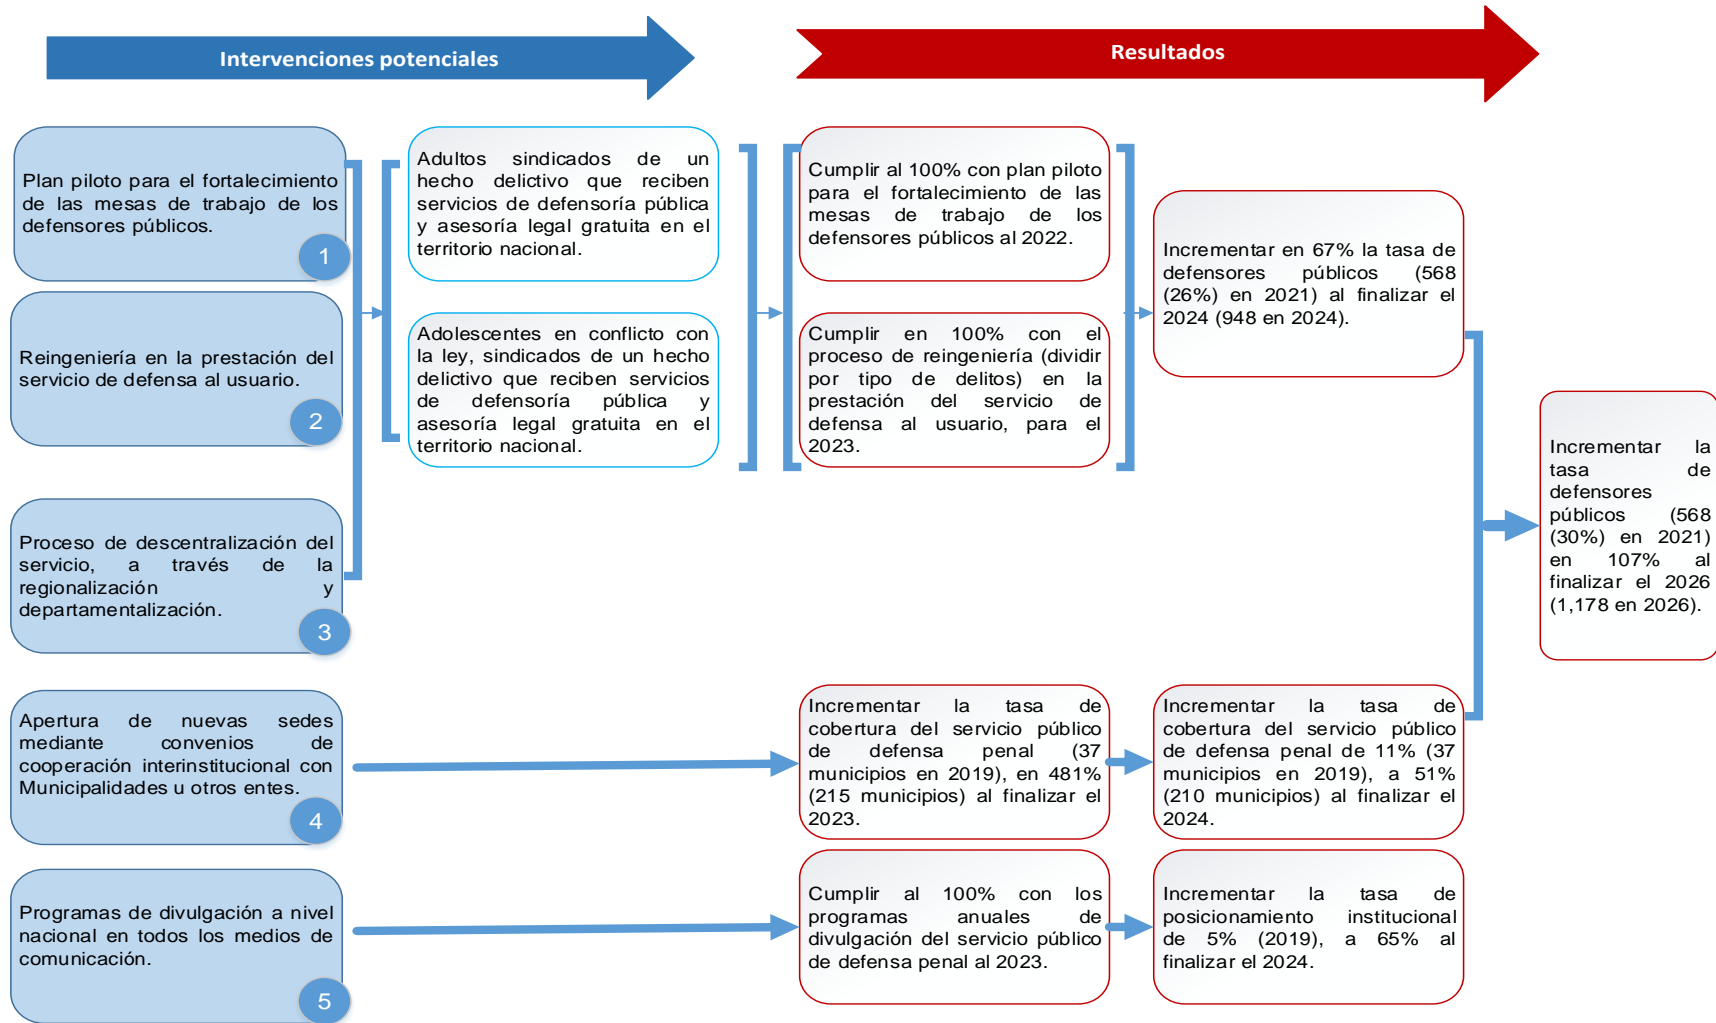 Intervenciones potenciales
Resultados
Plan piloto para el fortalecimiento
de las mesas de trabajo de los
defensores públicos.
1
Adultos sindicados de un
hecho delictivo que reciben
servicios de defensoría pública
y asesoría legal gratuita en el
territorio nacional.
Cumplir al 100% con plan piloto
para el fortalecimiento de las
mesas de trabajo de los
defensores públicos al 2022.
Incrementar en 67% la tasa de
defensores públicos (568
(26%) en 2021) al finalizar el
2024 (948 en 2024).
Reingeniería en la prestación del
servicio de defensa al usuario.
2
Adolescentes en conflicto con
la ley, sindicados de un hecho
delictivo que reciben servicios
de defensoría pública y
asesoría legal gratuita en el
territorio nacional.
Cumplir en 100% con el
proceso de reingeniería (dividir
por tipo de delitos) en la
prestación del servicio de
defensa al usuario, para el
2023.
Incrementar la
tasa de
defensores
públicos (568
(30%) en 2021)
en 107% al
finalizar el 2026
(1,178 en 2026).
Proceso de descentralización del
servicio, a través de la
regionalización y
departamentalización.
3
Apertura de nuevas sedes
mediante convenios de
cooperación interinstitucional con
Municipalidades u otros entes.
4
Incrementar la tasa de
cobertura del servicio público
de defensa penal (37
municipios en 2019), en 481%
(215 municipios) al finalizar el
2023.
Incrementar la tasa de
cobertura del servicio público
de defensa penal de 11% (37
municipios en 2019), a 51%
(210 municipios) al finalizar el
2024.
Programas de divulgación a nivel
nacional en todos los medios de
comunicación.
5
Cumplir al 100% con los
programas anuales de
divulgación del servicio público
de defensa penal al 2023.
Incrementar la tasa de
posicionamiento institucional
de 5% (2019), a 65% al
finalizar el 2024.